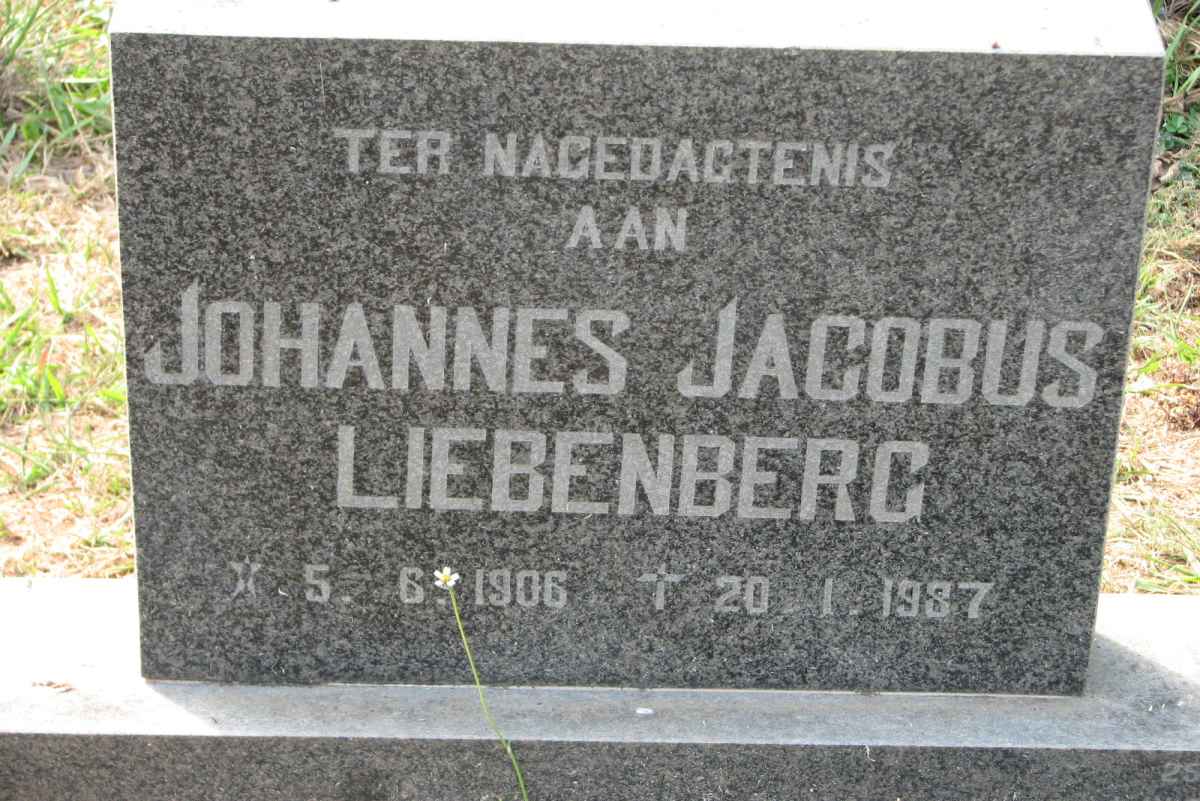 TER NAGEDAGTENIS
AAN
JOHANNES JACOBUS
LIEBENBERG
* 5. 6. 1906 † 20. 1. 1987